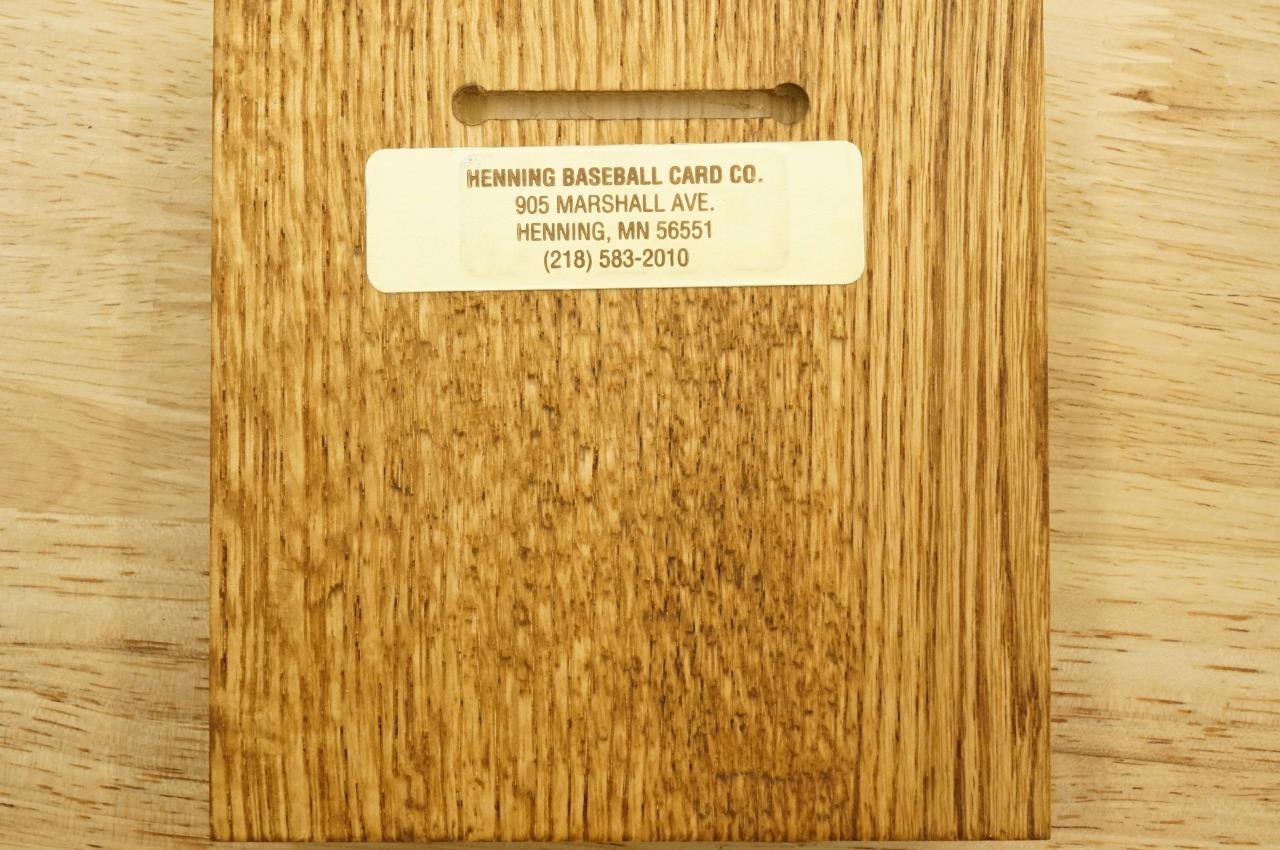 HENNING BASEBALL CARD CO.
905 MARSHALL AVE.
HENNING, MN 56551
(218) 583-2010